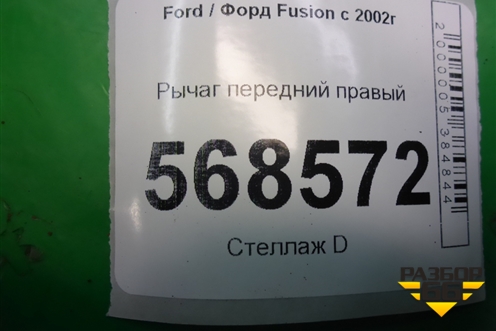 Ford / Форд Fusion с 2002г
Рычаг передний правый
568572
Стеллаж D
2000005384844
РАЗБОР